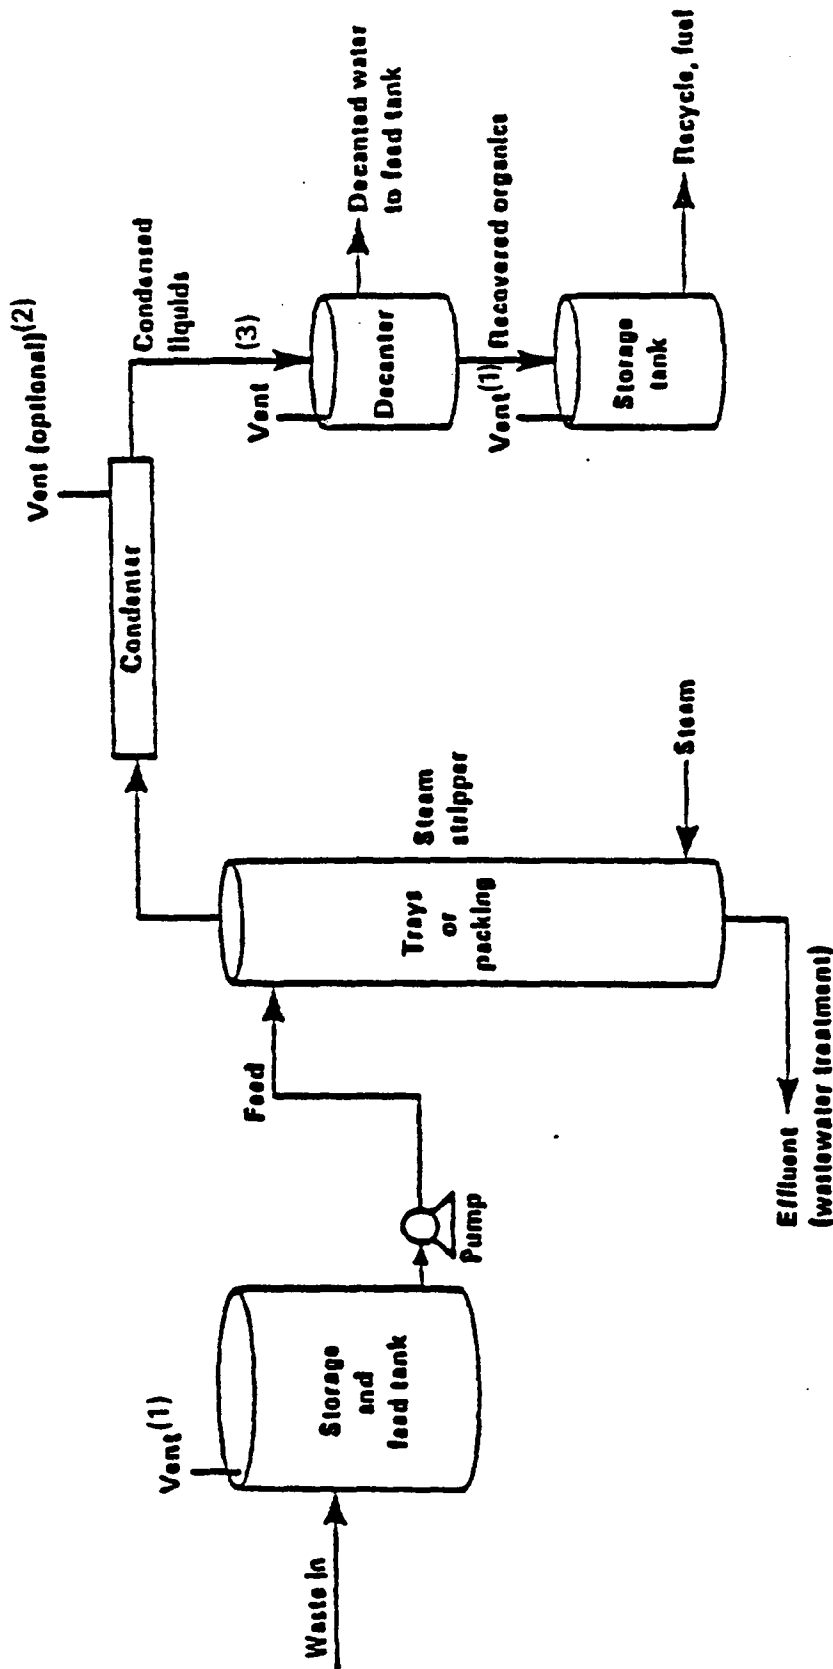 Waste in
Vent(1)
Storage
and
feed tank
Pump
Feed
Trays
or
packing
Steam
stripper
Steam
Effluent
(wastewater treatment)
Condenser
Vent (optional)(2)
Condensed
liquids
(3)
Vent
Decanter
Decanted water
to feed tank
Vent(1)
Recovered organics
Storage
tank
Recycle, fuel